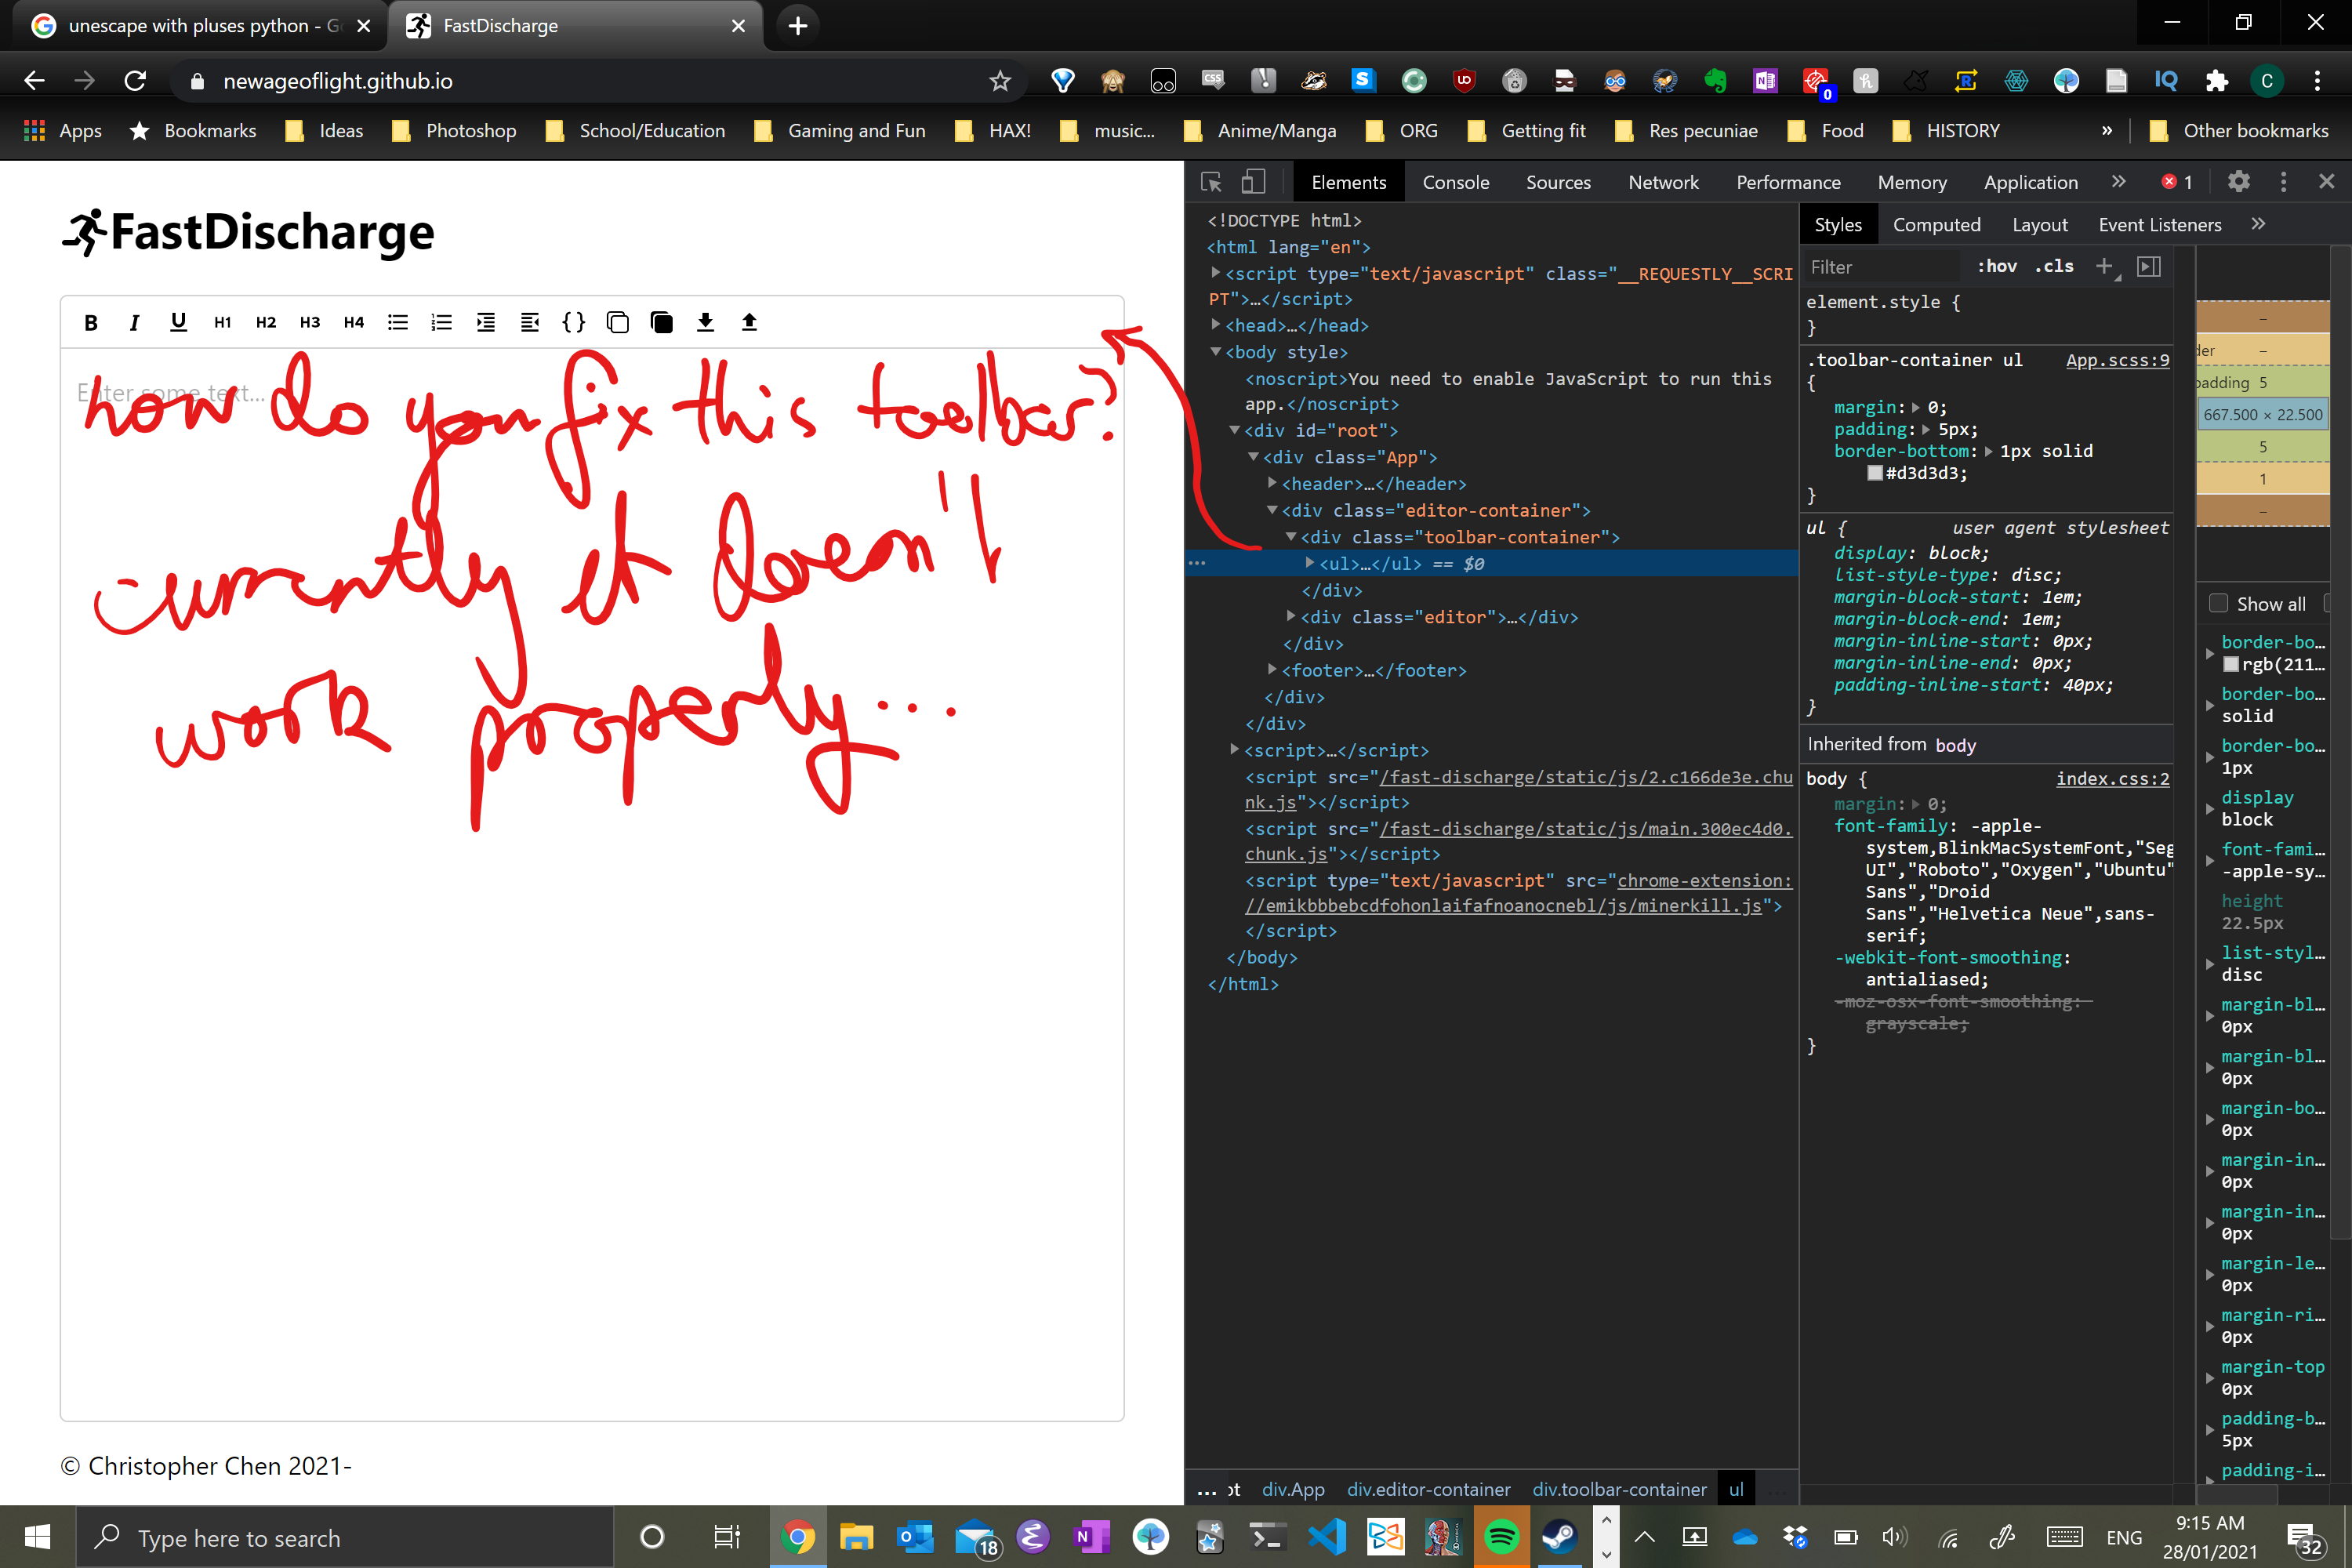 unescape with pluses python - Go
FastDischarge
newageoflight.github.io
0
C
Apps
Bookmarks
Ideas
Photoshop
School/Education
Gaming and Fun
HAX!
music...
Anime/Manga
ORG
Getting fit
Res pecuniae
Food
HISTORY
»
Other bookmarks
FastDischarge
B I U H1 H2 H3 H4 {}
Enter some text...
how do you fix this toolbar?
currently it doesn't
work properly...
© Christopher Chen 2021-
Elements Console Sources Network Performance Memory Application » 1
<!DOCTYPE html>
<html lang="en">
<script type="text/javascript" class="__REQUESTLY__SCRI
PT">…</script>
<head>…</head>
<body style>
<noscript>You need to enable JavaScript to run this
app.</noscript>
<div id="root">
<div class="App">
<header>…</header>
<div class="editor-container">
<div class="toolbar-container">
<ul>…</ul> == $0
</div>
<div class="editor">…</div>
</div>
<footer>…</footer>
</div>
</div>
<script>…</script>
<script src="/fast-discharge/static/js/2.c166de3e.chu
nk.js"></script>
<script src="/fast-discharge/static/js/main.300ec4d0.
chunk.js"></script>
<script type="text/javascript" src="chrome-extension:
//emikbbbebcdfohonlaifafnoanocnebl/js/minerkill.js">
</script>
</body>
</html>
... ot div.App div.editor-container div.toolbar-container ul
Styles Computed Layout Event Listeners »
Filter :hov .cls
element.style {
}
.toolbar-container ul App.scss:9
{
margin: 0;
padding: 5px;
border-bottom: 1px solid
#d3d3d3;
}
ul { user agent stylesheet
display: block;
list-style-type: disc;
margin-block-start: 1em;
margin-block-end: 1em;
margin-inline-start: 0px;
margin-inline-end: 0px;
padding-inline-start: 40px;
}
Inherited from body
body { index.css:2
margin: 0;
font-family: -apple-
system,BlinkMacSystemFont,"Seg
UI","Roboto","Oxygen","Ubuntu"
Sans","Droid
Sans","Helvetica Neue",sans-
serif;
-webkit-font-smoothing:
antialiased;
-moz-osx-font-smoothing:
grayscale;
}
–
der –
padding 5
667.500 × 22.500
5
1
–
Show all
border-bo…
rgb(211…
border-bo…
solid
border-bo…
1px
display
block
font-fami…
-apple-sy…
height
22.5px
list-styl…
disc
margin-bl…
0px
margin-bl…
0px
margin-bo…
0px
margin-in…
0px
margin-in…
0px
margin-le…
0px
margin-ri…
0px
margin-top
0px
padding-b…
5px
padding-i…
Type here to search
18
ENG
9:15 AM
28/01/2021
32